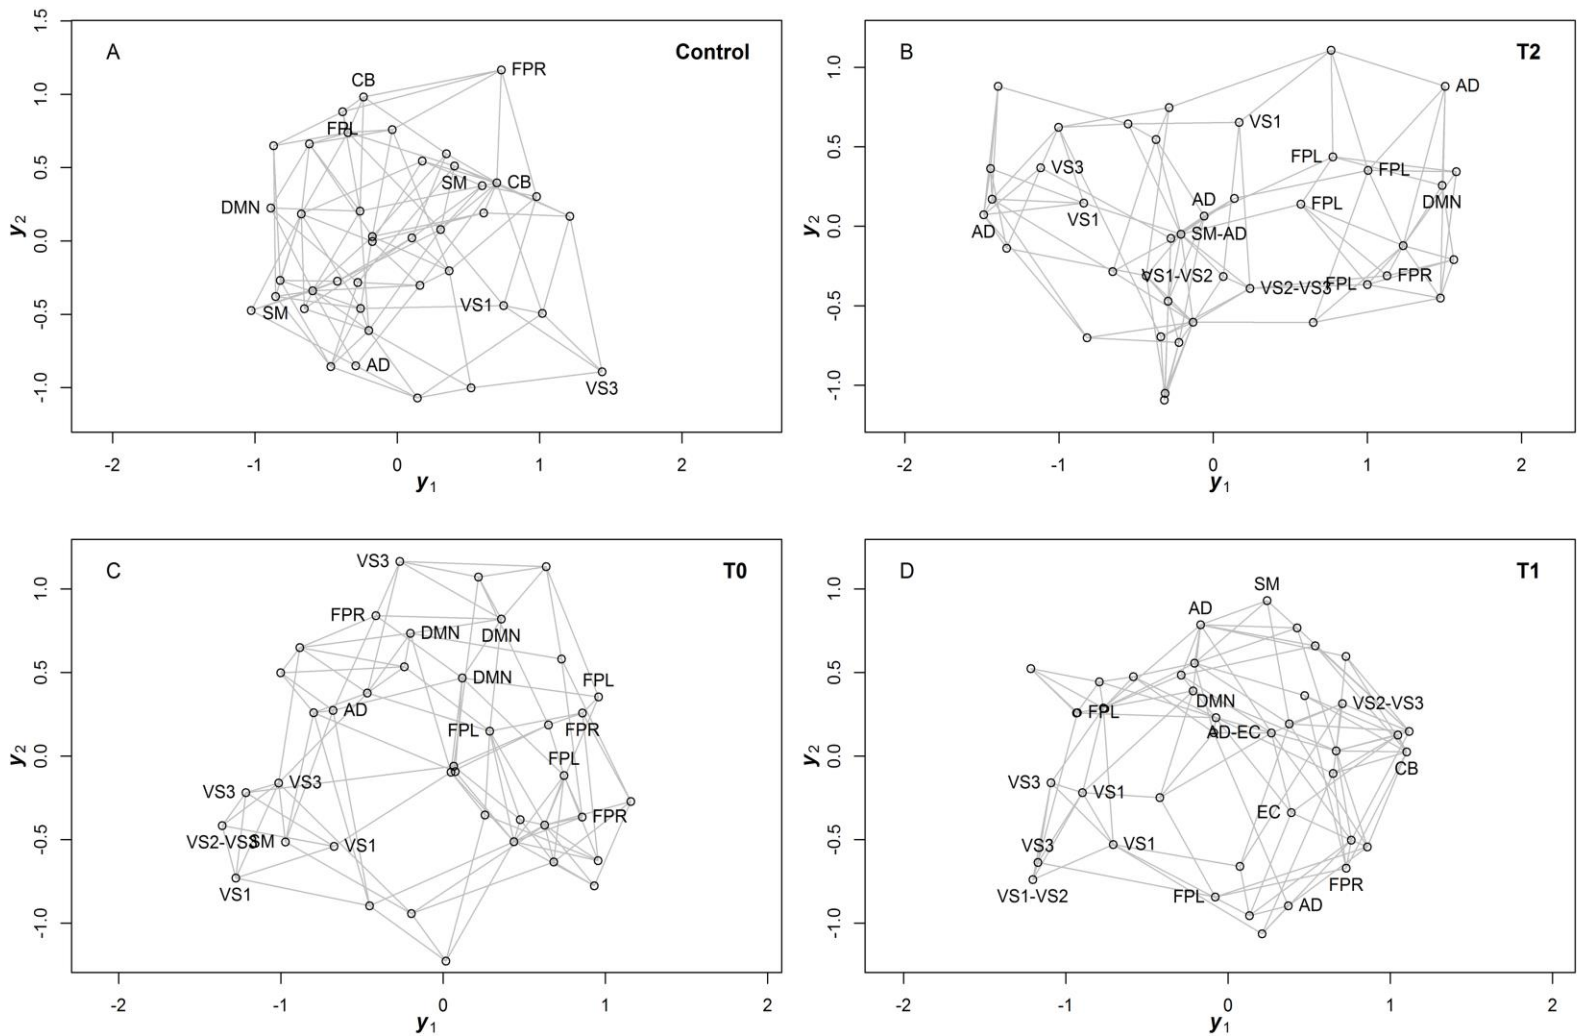 A
Control
1.5
1.0
0.5
0.0
-0.5
-1.0
y2
FPR
CB
FPL
SM
CB
DMN
SM
VS1
AD
VS3
-2
-1
0
1
2
y1
B
T2
1.0
0.5
0.0
-0.5
-1.0
y2
AD
VS1
FPL
VS3
FPL
DMN
VS1
AD
FPL
AD
SM-AD
VS1-VS2
VS2-VS3
FPL
FPR
-2
-1
0
1
2
y1
C
T0
1.0
0.5
0.0
-0.5
-1.0
y2
VS3
FPR
DMN
DMN
DMN
FPL
AD
FPL
FPR
FPL
VS3
VS3
FPR
VS2-VS3
SM
VS1
VS1
-2
-1
0
1
2
y1
D
T1
1.0
0.5
0.0
-0.5
-1.0
y2
SM
AD
DMN
VS2-VS3
FPL
AD-EC
CB
VS3
VS1
EC
VS3
VS1
FPR
VS1-VS2
FPL
AD
-2
-1
0
1
2
y1